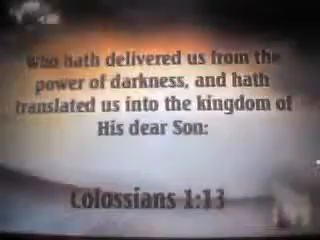 Who hath delivered us from the
power of darkness, and hath
translated us into the kingdom of
His dear Son:
Colossians 1:13